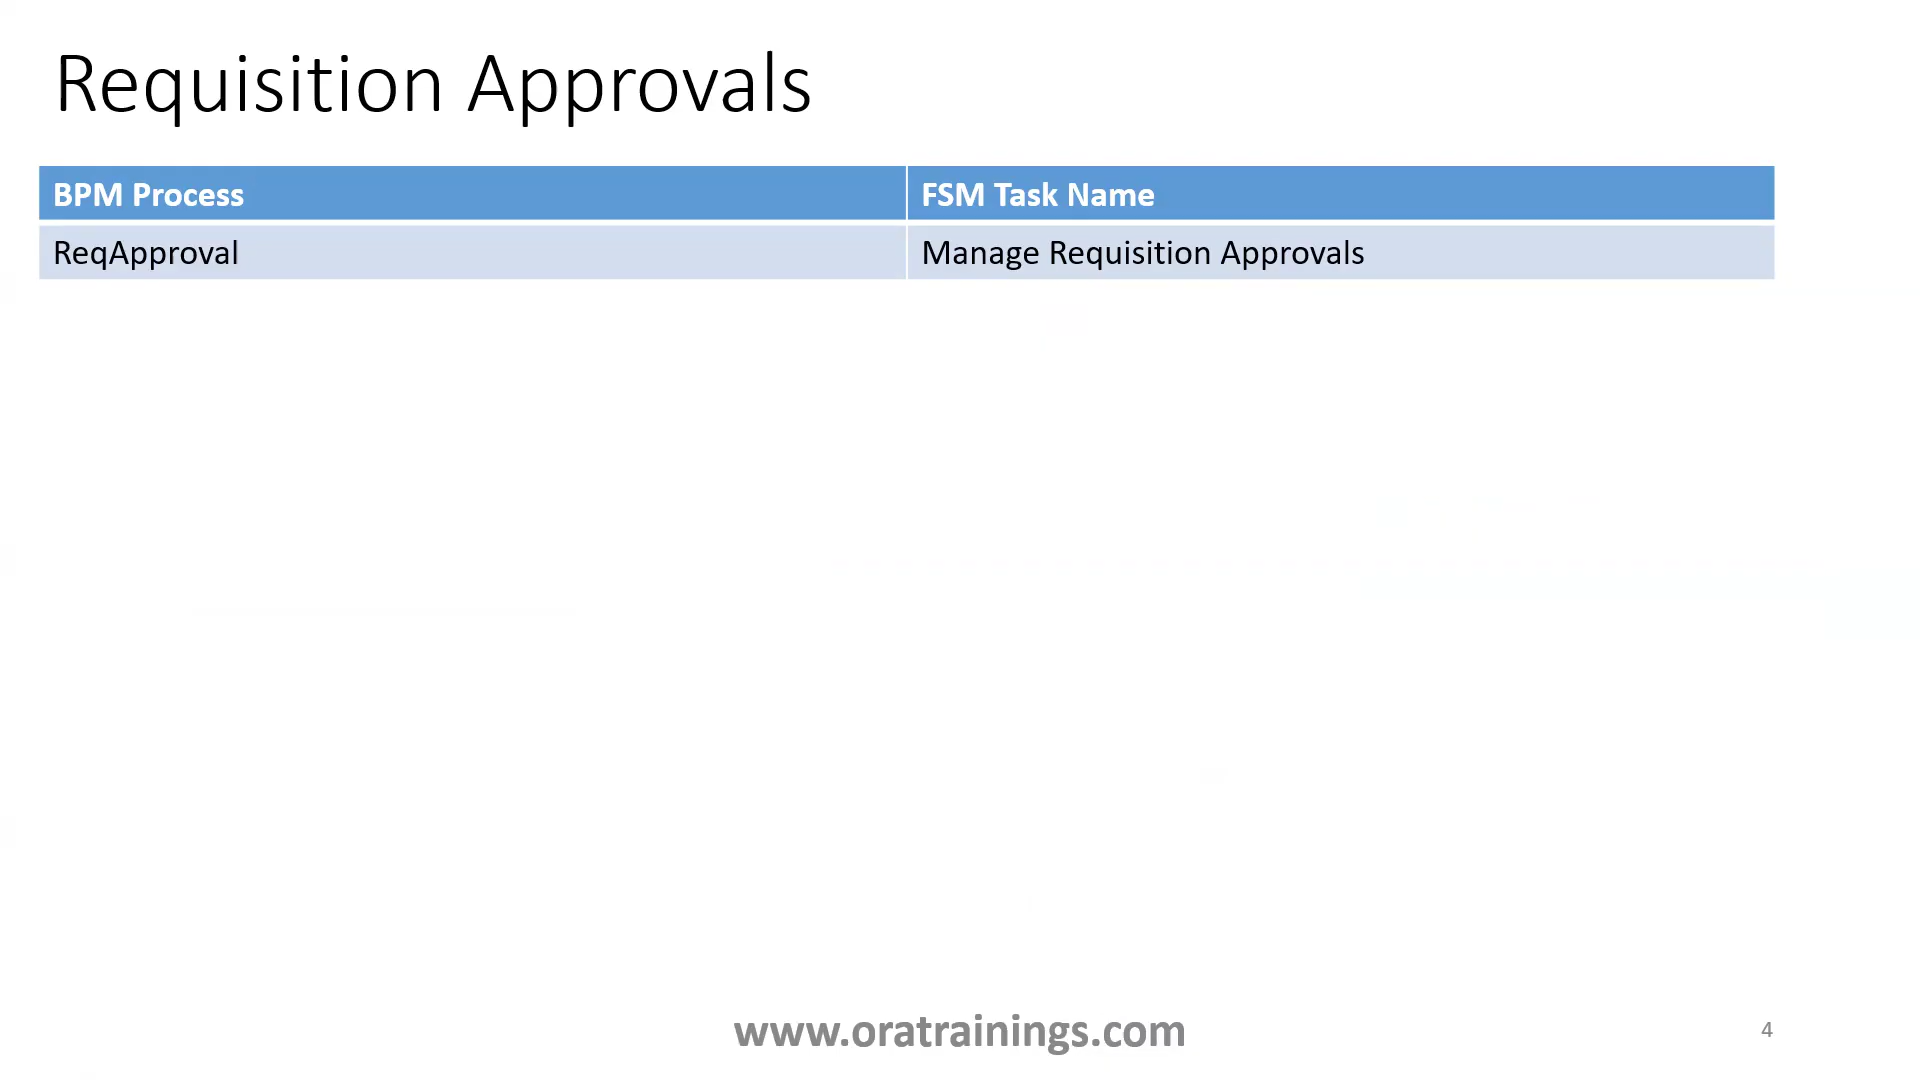 Requisition Approvals
BPM Process FSM Task Name
ReqApproval Manage Requisition Approvals
www.oratrainings.com
4